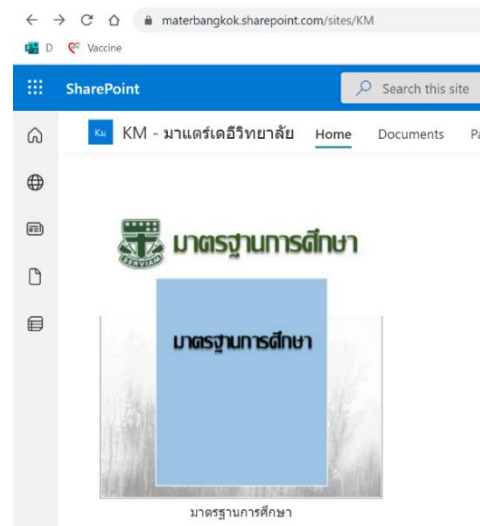 materbangkok.sharepoint.com/sites/KM
D Vaccine
SharePoint Search this site
KM KM - มาแตร์เดอีวิทยาลัย Home Documents
SERVIAM มาตรฐานการศึกษา
มาตรฐานการศึกษา
มาตรฐานการศึกษา